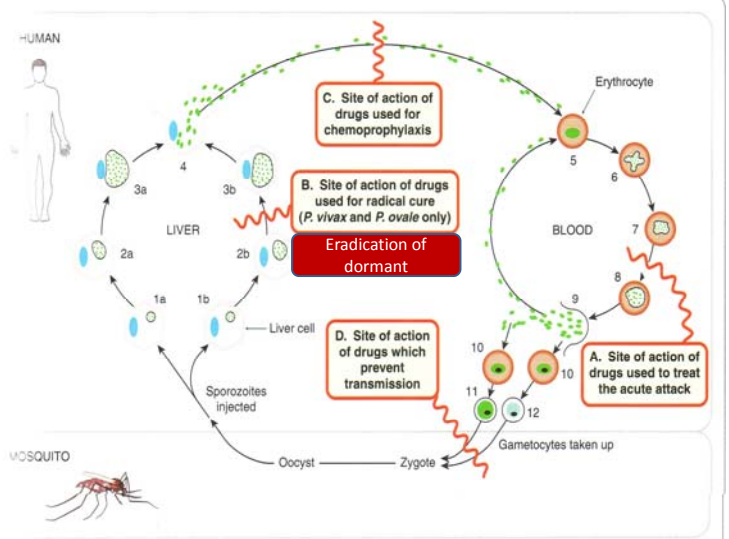 HUMAN
C. Site of action of
drugs used for
chemoprophylaxis
Erythrocyte
4
5
3a
3b
6
B. Site of action of drugs
used for radical cure
(P. vivax and P. ovale only)
LIVER
BLOOD
7
2a
2b
Eradication of
dormant
8
1a
1b
9
Liver cell
D. Site of action
of drugs which
prevent
transmission
10
10
A. Site of action of
drugs used to treat
the acute attack
11
12
Sporozoites
injected
Gametocytes taken up
MOSQUITO
Oocyst
Zygote